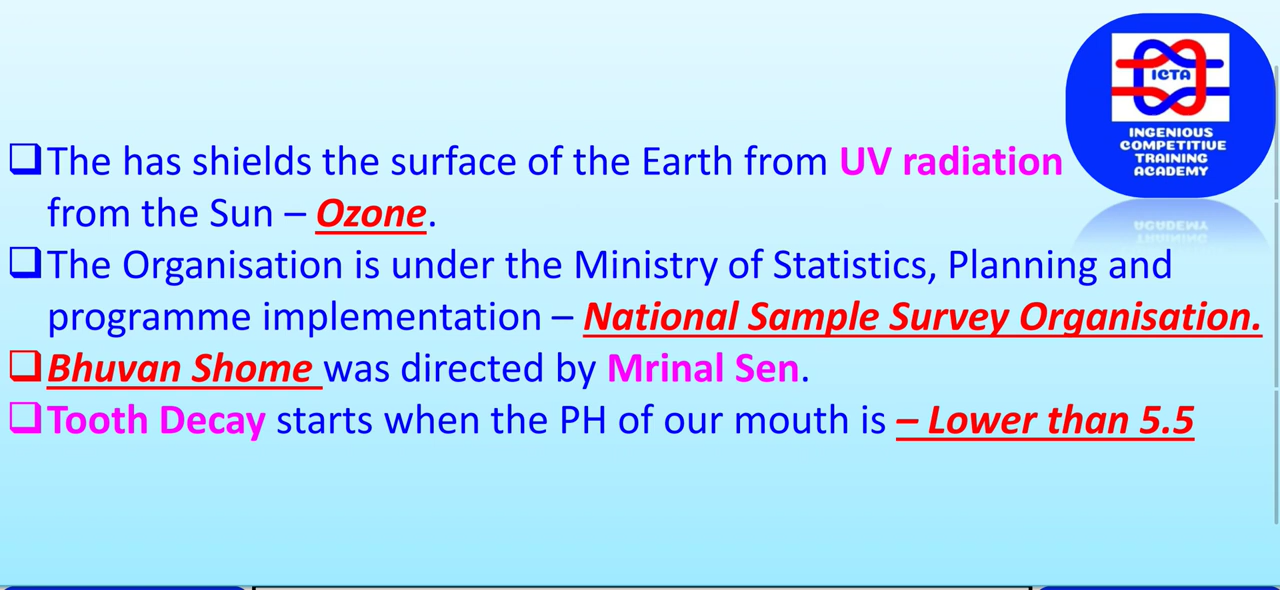 ICTA
INGENIOUS
COMPETITIVE
TRAINING
ACADEMY
The has shields the surface of the Earth from UV radiation
from the Sun – Ozone.
The Organisation is under the Ministry of Statistics, Planning and
programme implementation – National Sample Survey Organisation.
Bhuvan Shome was directed by Mrinal Sen.
Tooth Decay starts when the PH of our mouth is – Lower than 5.5